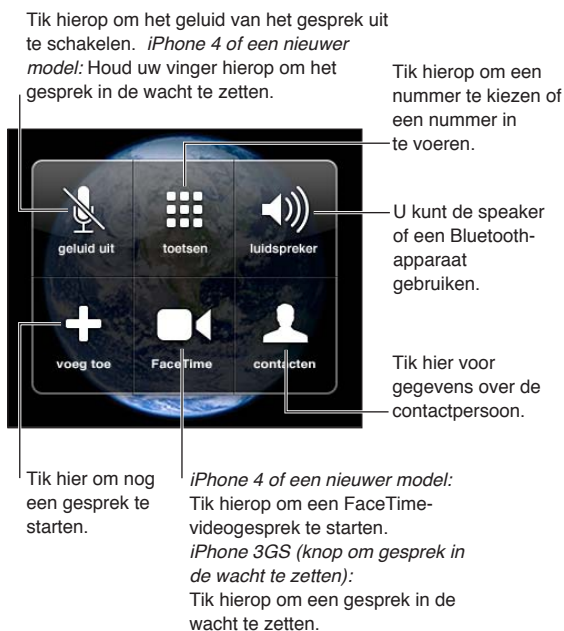 Tik hierop om het geluid van het gesprek uit
te schakelen. iPhone 4 of een nieuwer
model: Houd uw vinger hierop om het
gesprek in de wacht te zetten.
Tik hierop om een
nummer te kiezen of
een nummer in
te voeren.
geluid uit
toetsen
luidspreker
U kunt de speaker
of een Bluetooth-
apparaat
gebruiken.
voeg toe
FaceTime
contacten
Tik hier voor
gegevens over de
contactpersoon.
Tik hier om nog
een gesprek te
starten.
iPhone 4 of een nieuwer model:
Tik hierop om een FaceTime-
videogesprek te starten.
iPhone 3GS (knop om gesprek in
de wacht te zetten):
Tik hierop om een gesprek in de
wacht te zetten.